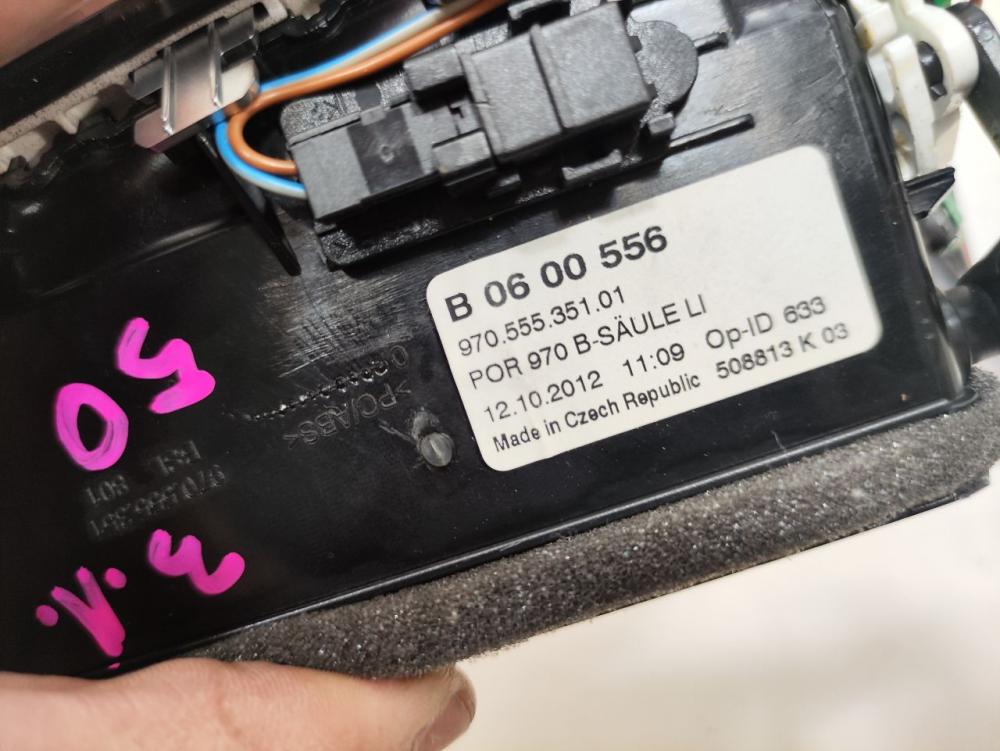 B 06 00 556
970.555.351.01
POR 970 B-SÄULE LI
12.10.2012 11:09 Op-ID 633
Made in Czech Republic 508813 K 03
>PC/ABS<
50